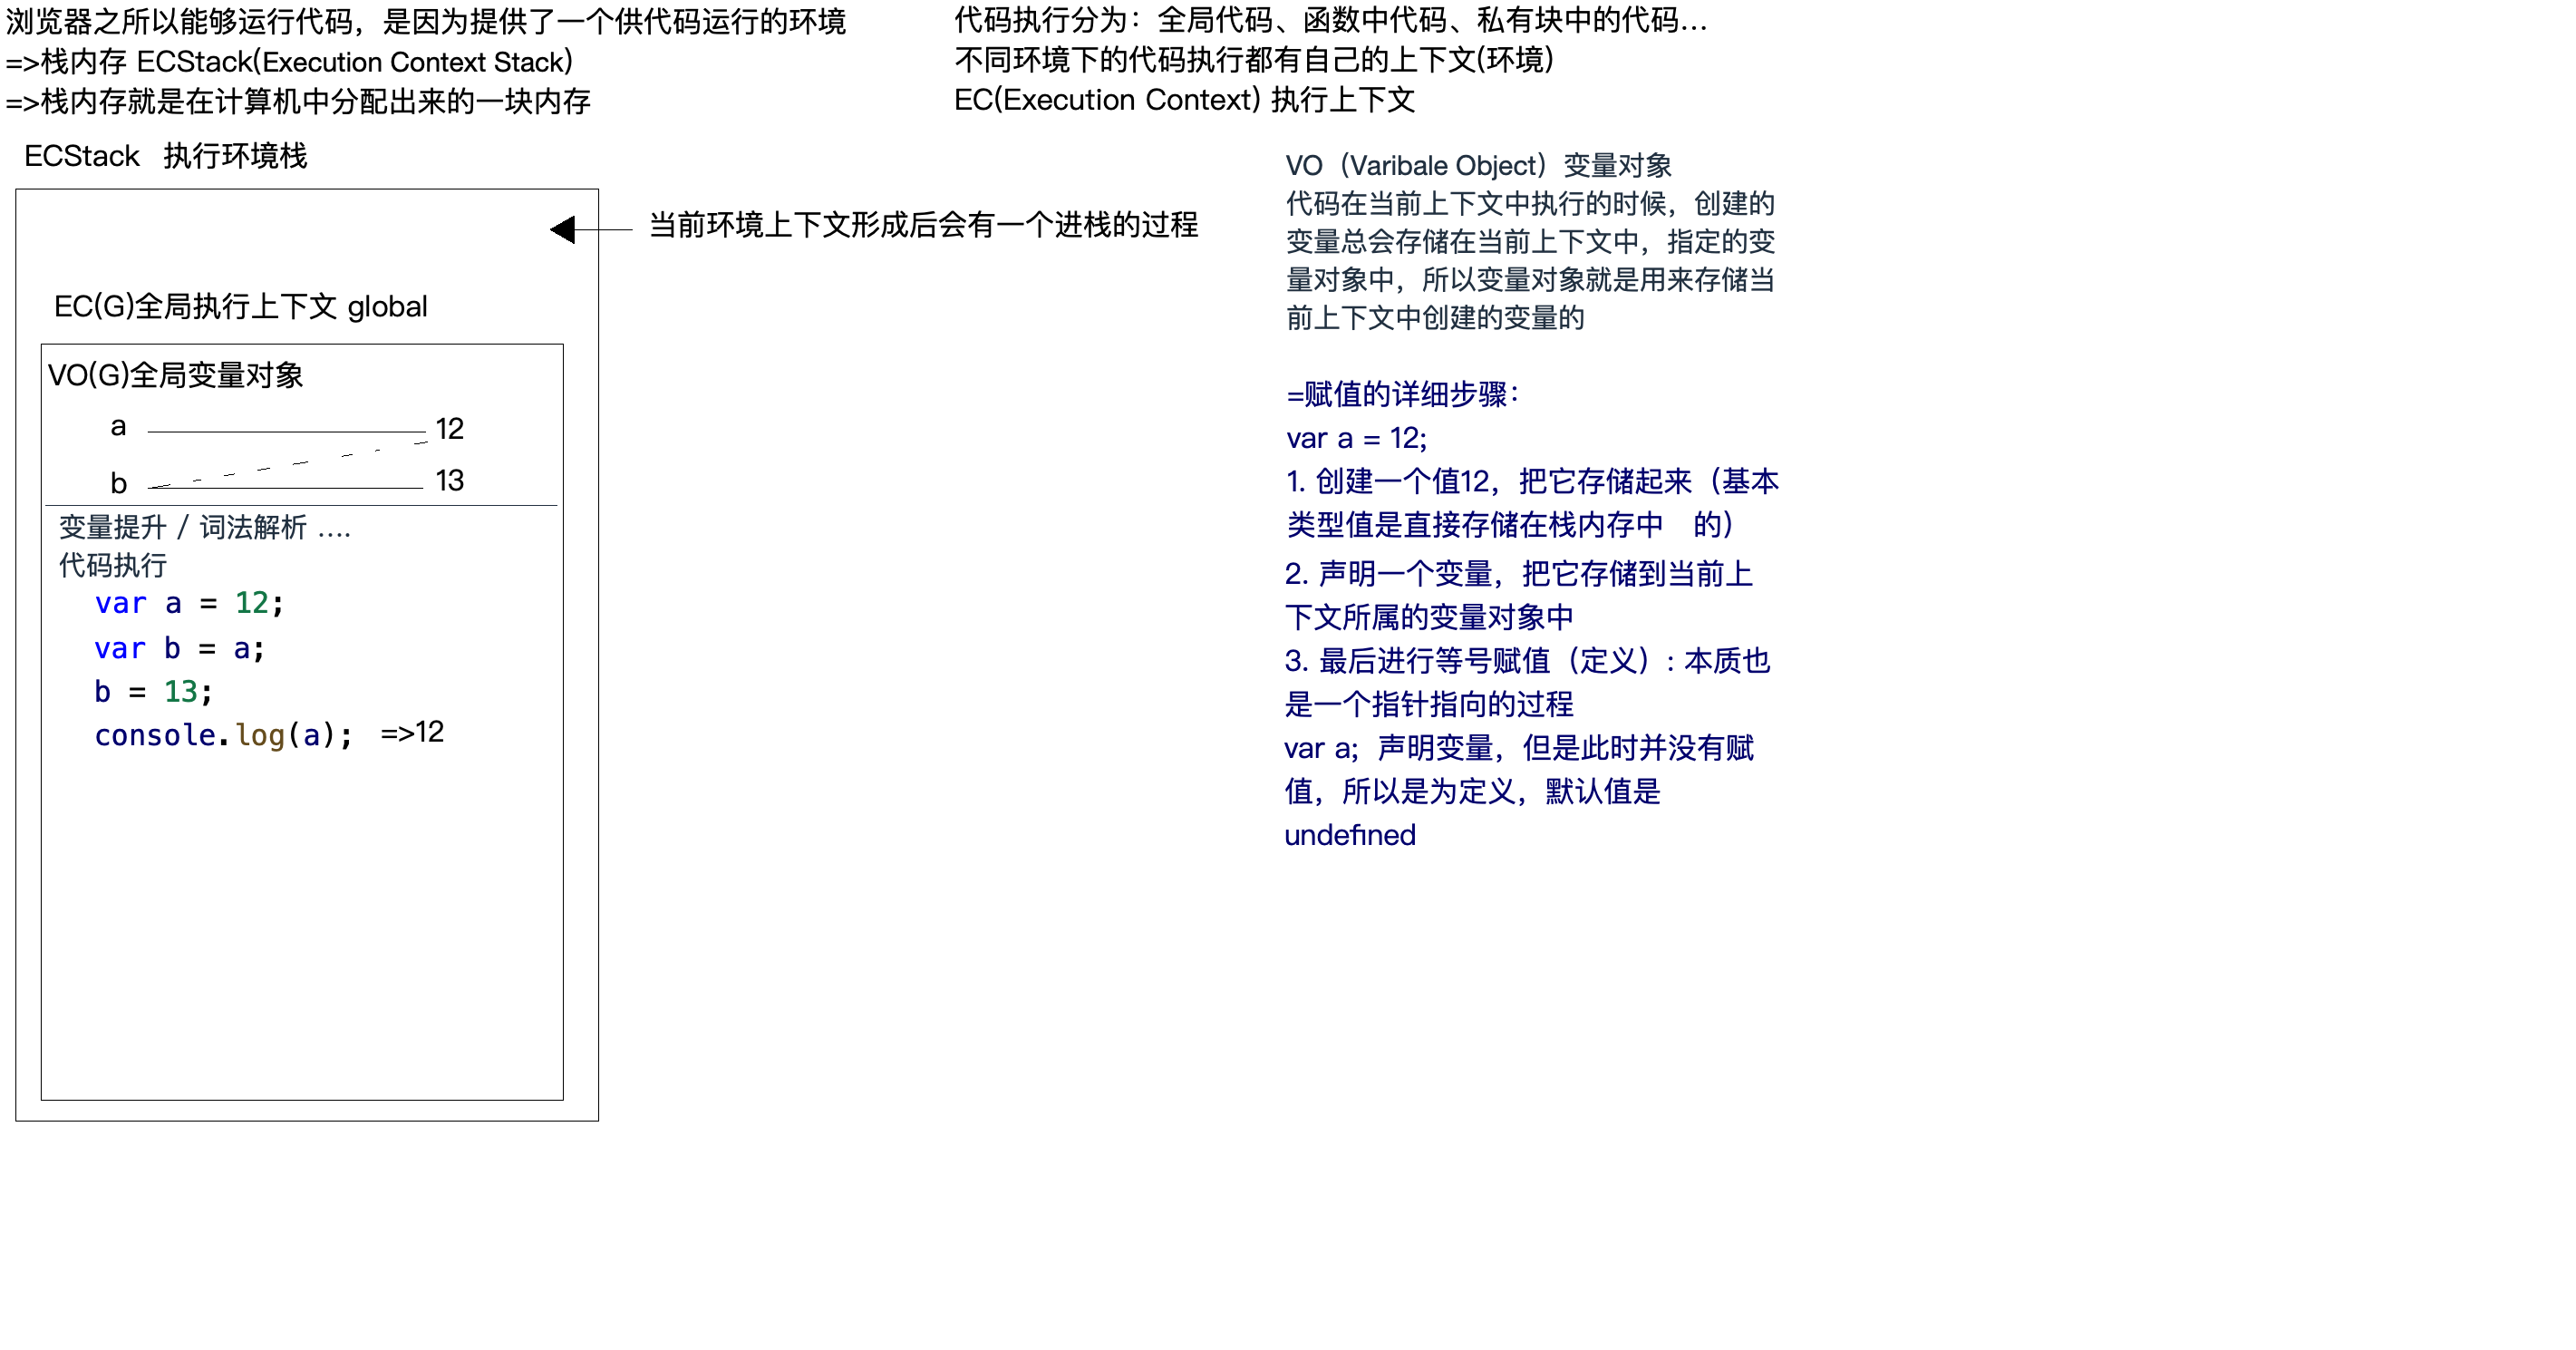 浏览器之所以能够运行代码，是因为提供了一个供代码运行的环境
=>栈内存 ECStack(Execution Context Stack)
=>栈内存就是在计算机中分配出来的一块内存
代码执行分为：全局代码、函数中代码、私有块中的代码...
不同环境下的代码执行都有自己的上下文(环境)
EC(Execution Context) 执行上下文
ECStack 执行环境栈
当前环境上下文形成后会有一个进栈的过程
EC(G)全局执行上下文 global
VO(G)全局变量对象
a 12
b 13
变量提升 / 词法解析 ....
代码执行
var a = 12;
var b = a;
b = 13;
console.log(a); =>12
VO（Varibale Object）变量对象
代码在当前上下文中执行的时候，创建的
变量总会存储在当前上下文中，指定的变
量对象中，所以变量对象就是用来存储当
前上下文中创建的变量的
=赋值的详细步骤：
var a = 12;
1. 创建一个值12，把它存储起来（基本
类型值是直接存储在栈内存中 的）
2. 声明一个变量，把它存储到当前上
下文所属的变量对象中
3. 最后进行等号赋值（定义）: 本质也
是一个指针指向的过程
var a; 声明变量，但是此时并没有赋
值，所以是为定义，默认值是
undefined